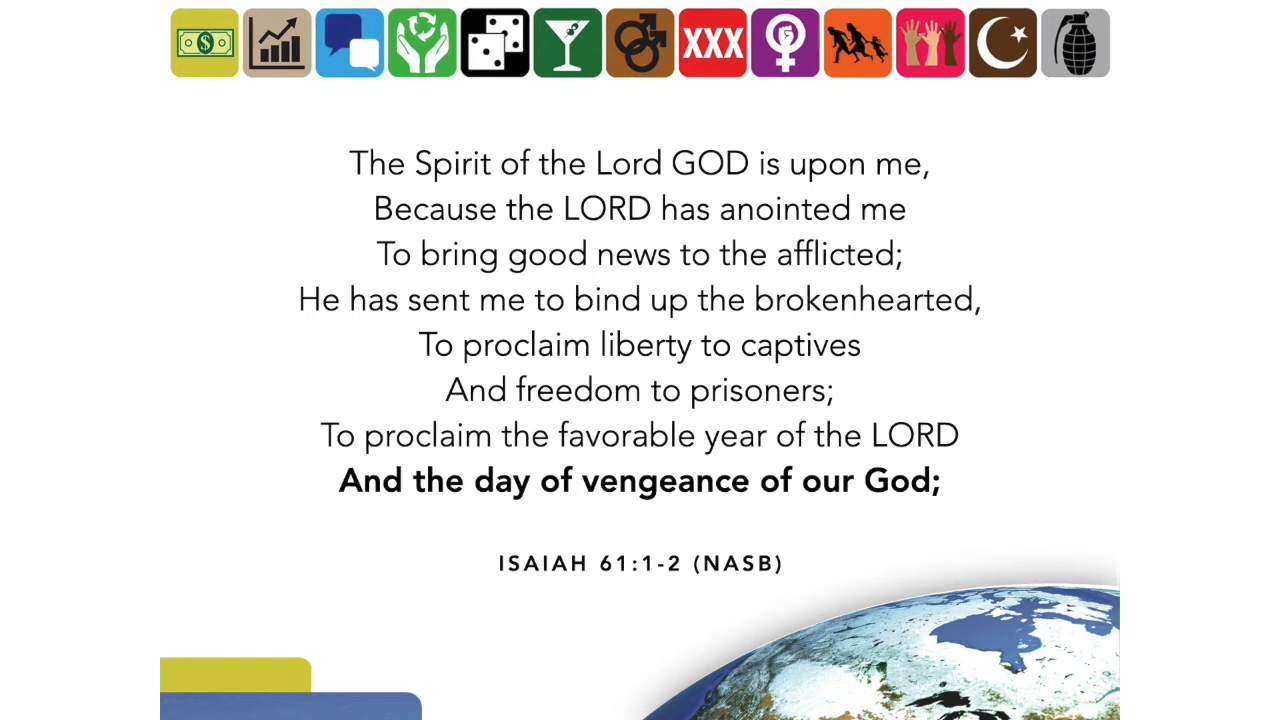 XXX
The Spirit of the Lord GOD is upon me,
Because the LORD has anointed me
To bring good news to the afflicted;
He has sent me to bind up the brokenhearted,
To proclaim liberty to captives
And freedom to prisoners;
To proclaim the favorable year of the LORD
And the day of vengeance of our God;
ISAIAH 61:1-2 (NASB)